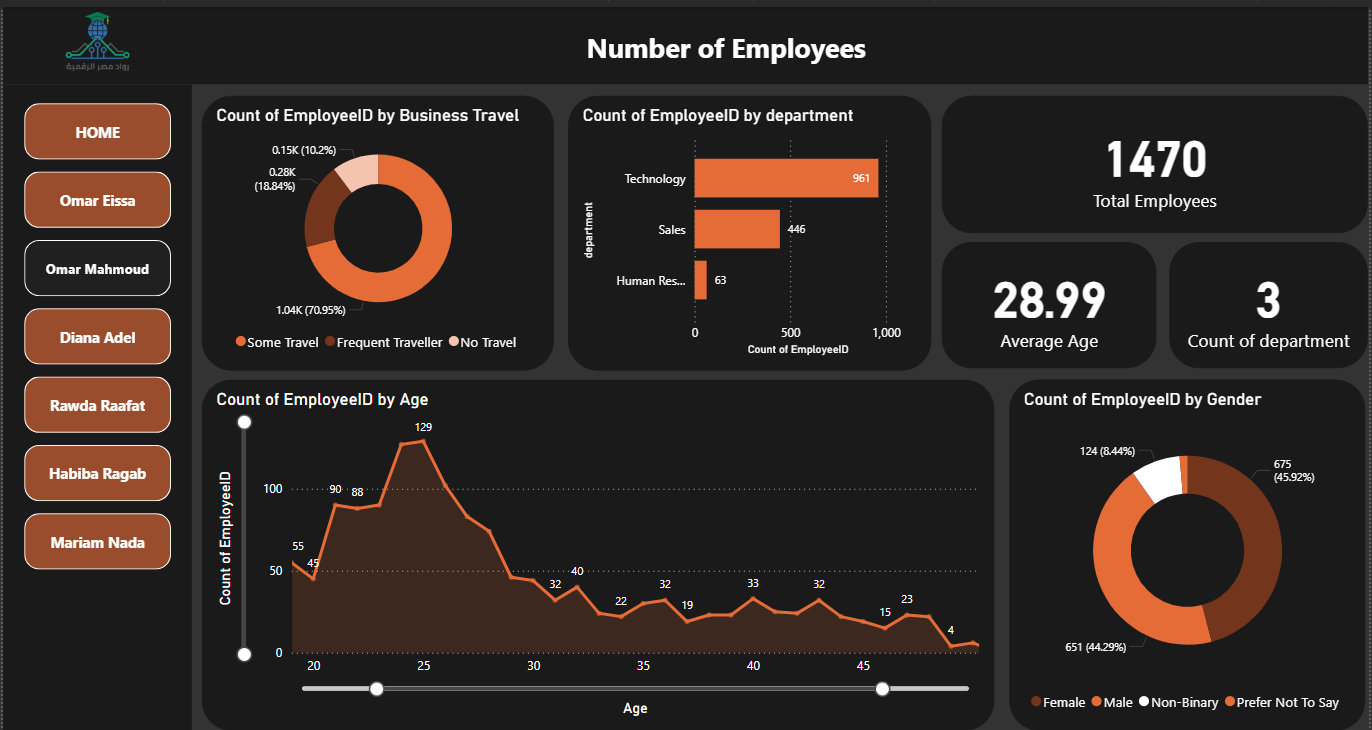 رواد مصر الرقمية
Number of Employees
HOME
Omar Eissa
Omar Mahmoud
Diana Adel
Rawda Raafat
Habiba Ragab
Mariam Nada
Count of EmployeeID by Business Travel
0.15K (10.2%)
0.28K
(18.84%)
1.04K (70.95%)
Some Travel Frequent Traveller No Travel
Count of EmployeeID by department
department
Technology 961
Sales 446
Human Res... 63
0 500 1,000
Count of EmployeeID
1470
Total Employees
28.99
Average Age
3
Count of department
Count of EmployeeID by Age
Count of EmployeeID
129
100
90 88
55
45
50
32 40
22
32
19
33
32
15
23
4
0
20 25 30 35 40 45
Age
Count of EmployeeID by Gender
124 (8.44%)
675
(45.92%)
651 (44.29%)
Female Male Non-Binary Prefer Not To Say